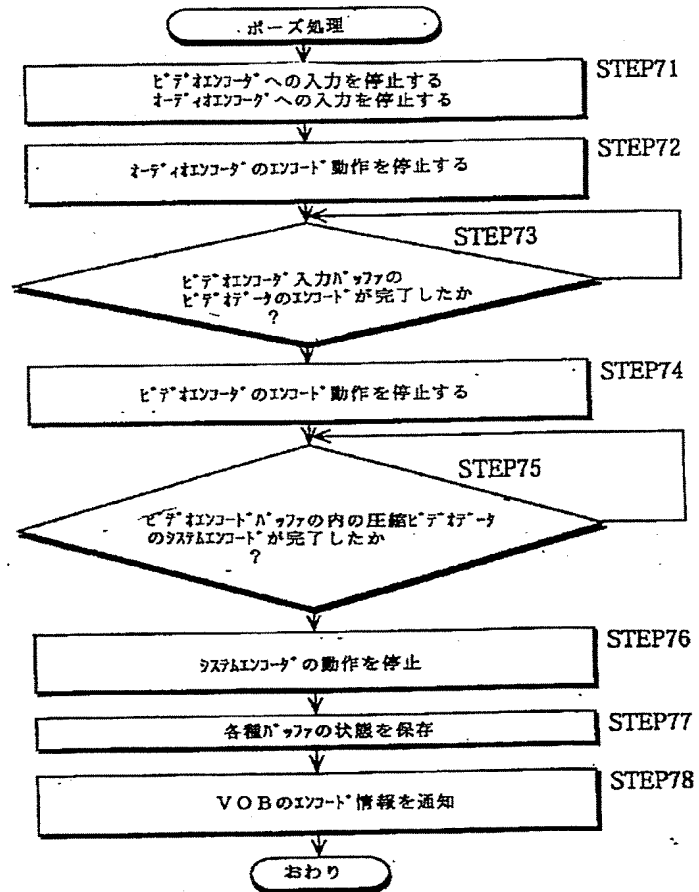 ポーズ処理
STEP71
ビデオエンコーダへの入力を停止する
オーディオエンコーダへの入力を停止する
STEP72
オーディオエンコーダのエンコード動作を停止する
STEP73
ビデオエンコーダ入力バッファの
ビデオデータのエンコードが完了したか
?
STEP74
ビデオエンコーダのエンコード動作を停止する
STEP75
ビデオエンコードバッファの内の圧縮ビデオデータ
のシステムエンコードが完了したか
?
STEP76
システムエンコーダの動作を停止
STEP77
各種バッファの状態を保存
STEP78
VOBのエンコード情報を通知
おわり